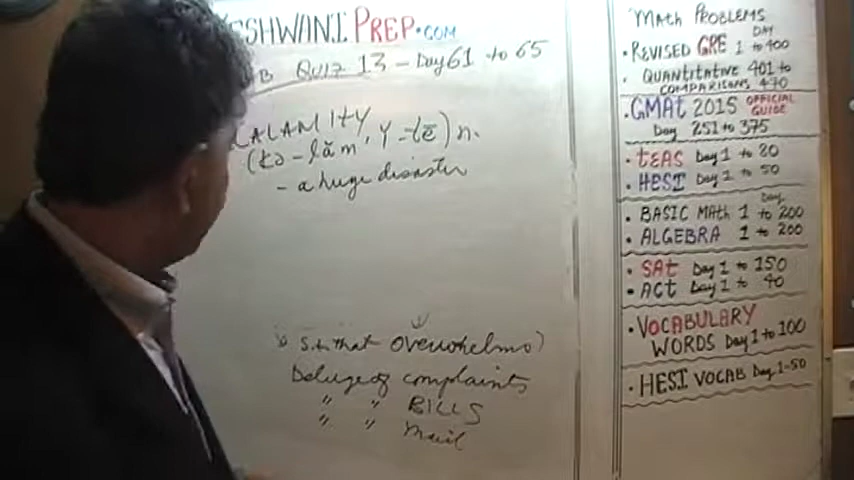 ESHWANI PREP.COM
B QUIZ 13 - Day 61 to 65
CALAMITY
(kə - lăm', y - tē) n.
- a huge disaster
s.t. that overwhelms)
Deluge of complaints
" " BILLS
" " Mail
MATH PROBLEMS
DAY
• REVISED GRE 1 to 400
• QUANTITATIVE 401 to
COMPARISONS 470
• GMAT 2015 OFFICIAL GUIDE
Day 251 to 375
• TEAS Day 1 to 20
• HESI Day 1 to 50
Day
• BASIC MATH 1 to 200
• ALGEBRA 1 to 200
• SAT Day 1 to 150
• ACT Day 1 to 40
• VOCABULARY
WORDS Day 1 to 100
• HESI VOCAB Day 1-50